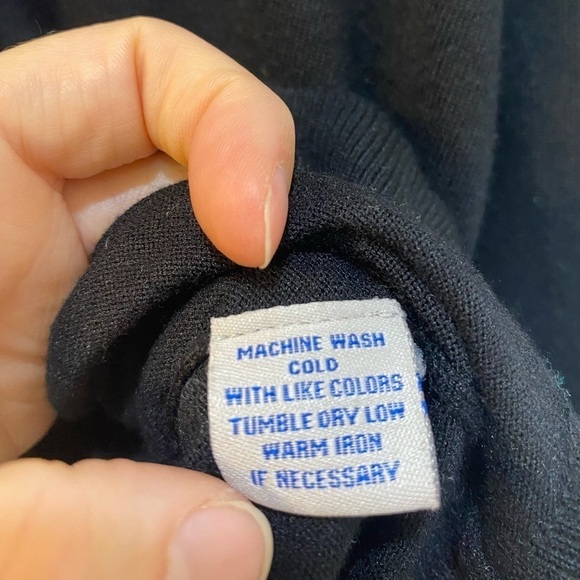 MACHINE WASH
COLD
WITH LIKE COLORS
TUMBLE DRY LOW
WARM IRON
IF NECESSARY